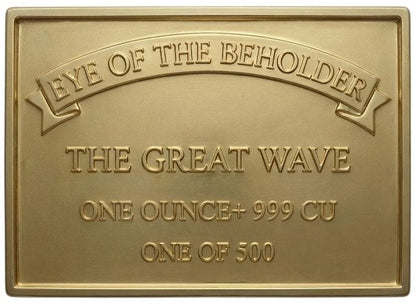 EYE OF THE BEHOLDER
THE GREAT WAVE
ONE OUNCE+ 999 CU
ONE OF 500